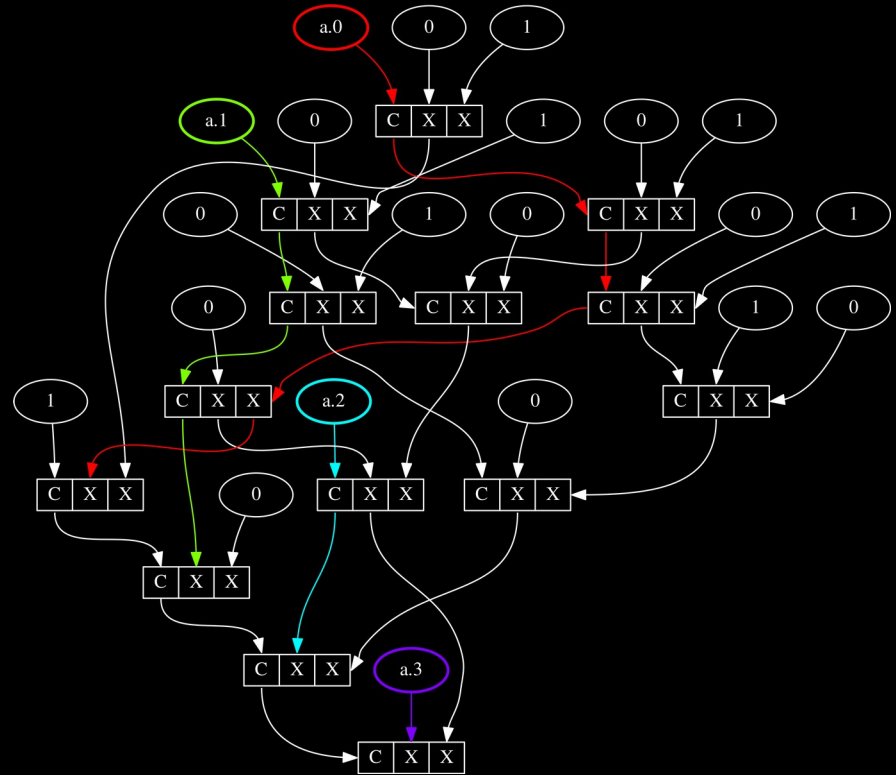 a.0 0 1
C X X
a.1 0 1 0 1
C X X C X X
0 1 0 0 1
C X X C X X C X X
0 1 0
C X X C X X
1 a.2 0
C X X C X X C X X
0
C X X
C X X
a.3
C X X